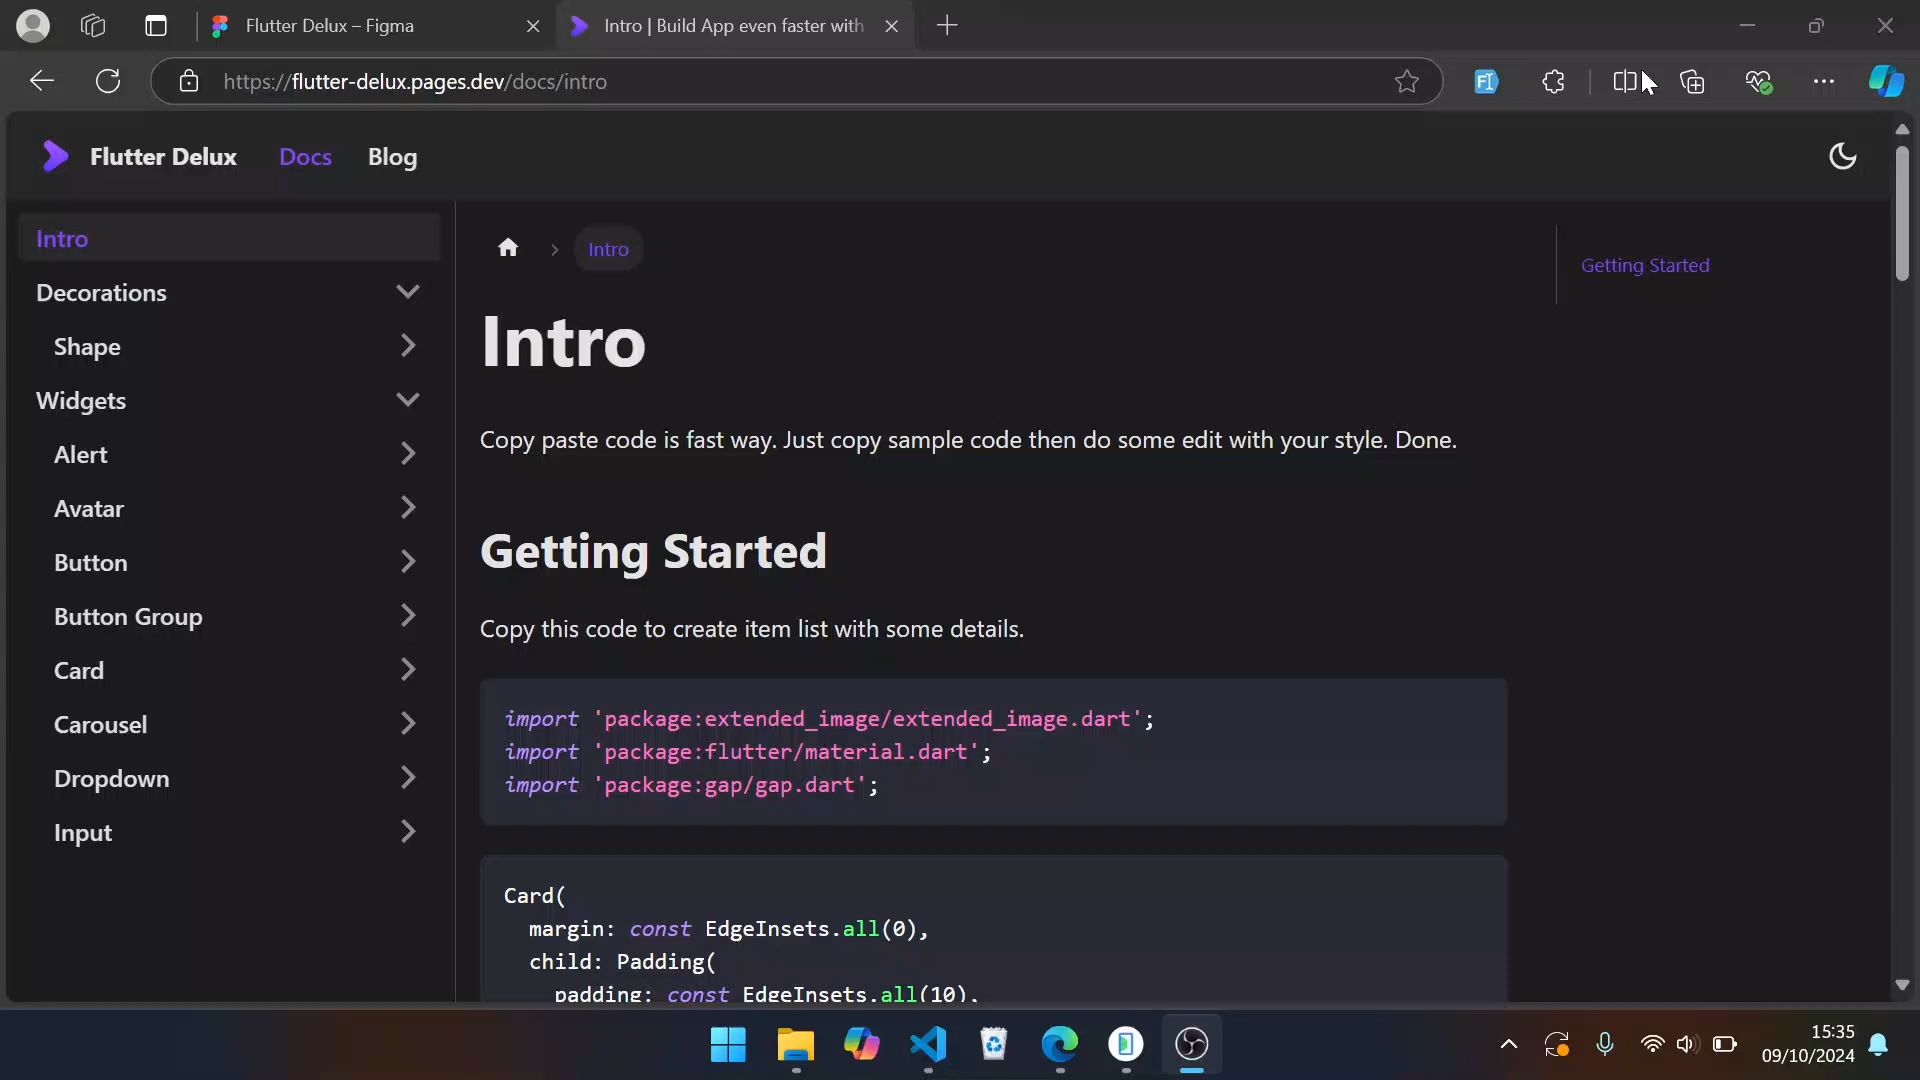 Flutter Delux – Figma
Intro | Build App even faster with
https://flutter-delux.pages.dev/docs/intro
Flutter Delux
Docs
Blog
Intro
Decorations
Shape
Widgets
Alert
Avatar
Button
Button Group
Card
Carousel
Dropdown
Input
Intro
Intro
Copy paste code is fast way. Just copy sample code then do some edit with your style. Done.
Getting Started
Copy this code to create item list with some details.
import 'package:extended_image/extended_image.dart';
import 'package:flutter/material.dart';
import 'package:gap/gap.dart';
Card(
margin: const EdgeInsets.all(0),
child: Padding(
padding: const EdgeInsets.all(10),
Getting Started
15:35
09/10/2024